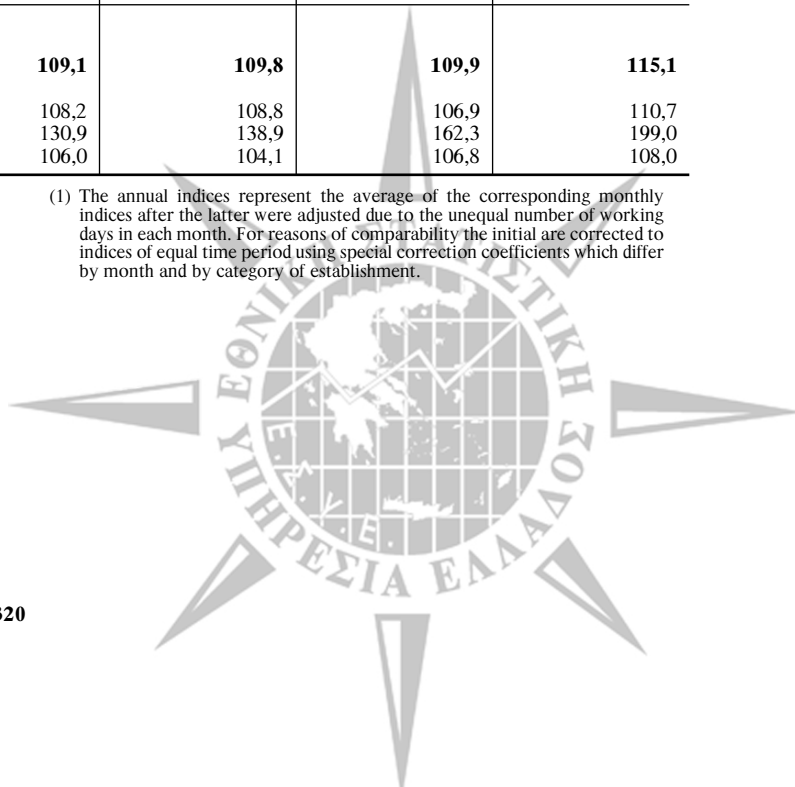 109,1 109,8 109,9 115,1
108,2 108,8 106,9 110,7
130,9 138,9 162,3 199,0
106,0 104,1 106,8 108,0
(1) The annual indices represent the average of the corresponding monthly
indices after the latter were adjusted due to the unequal number of working
days in each month. For reasons of comparability the initial are corrected to
indices of equal time period using special correction coefficients which differ
by month and by category of establishment.
ΕΘΝΙΚΗ ΣΤΑΤΙΣΤΙΚΗ
ΥΠΗΡΕΣΙΑ ΕΛΛΑΔΟΣ
Ε.Σ.Υ.Ε.